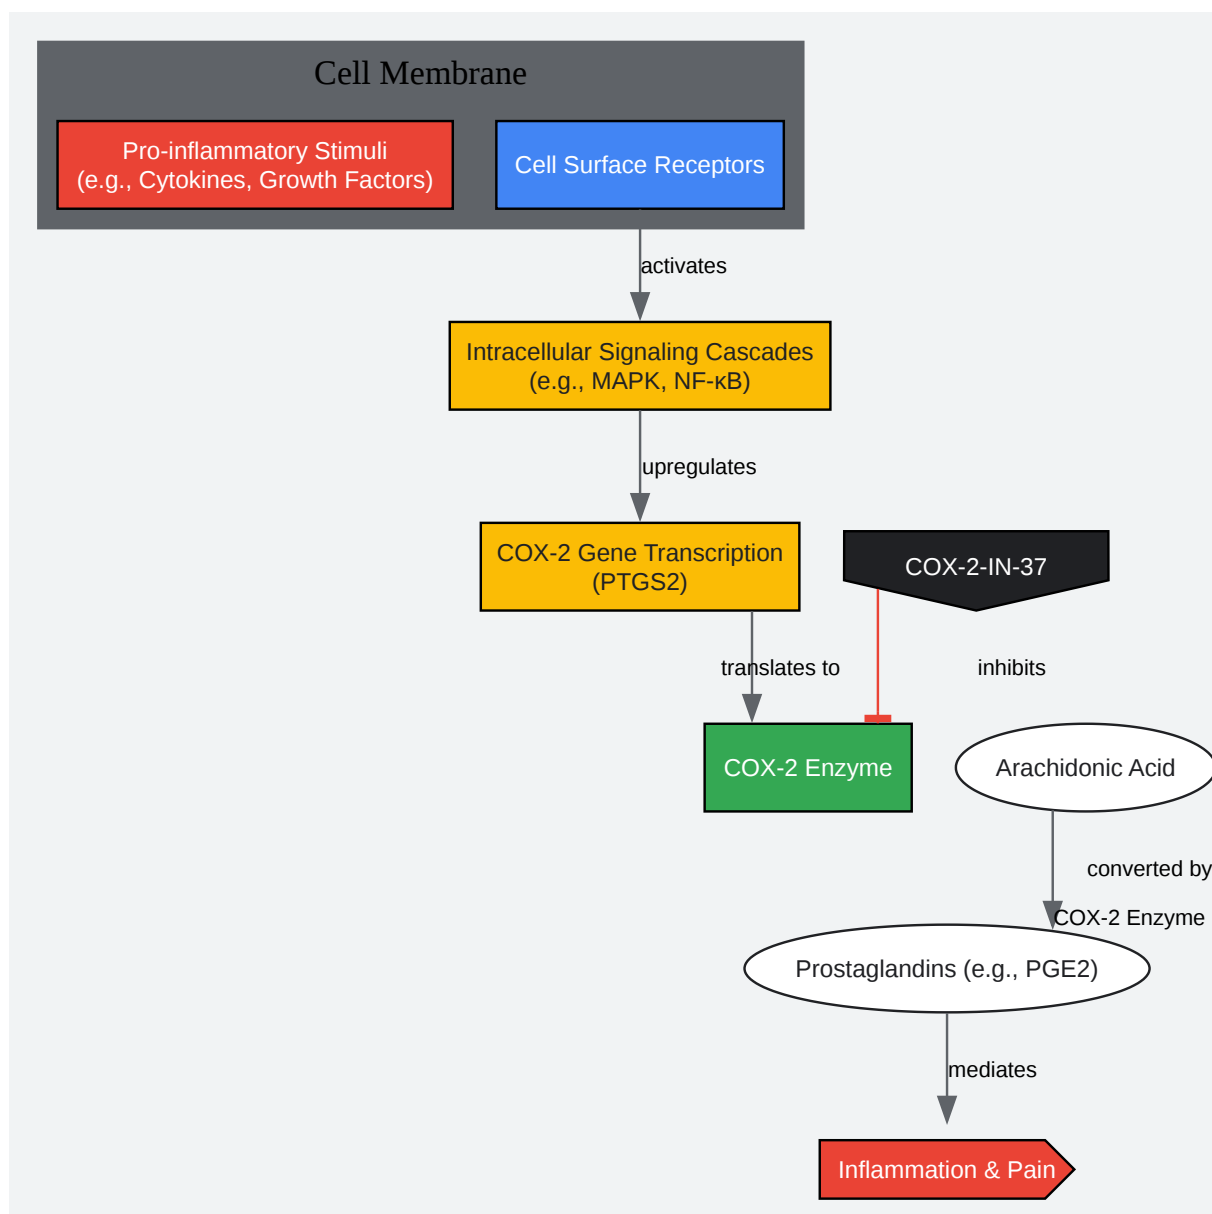 Cell Membrane
Pro-inflammatory Stimuli
(e.g., Cytokines, Growth Factors)
Cell Surface Receptors
activates
Intracellular Signaling Cascades
(e.g., MAPK, NF-κB)
upregulates
COX-2 Gene Transcription
(PTGS2)
COX-2-IN-37
translates to
inhibits
COX-2 Enzyme
Arachidonic Acid
converted by
COX-2 Enzyme
Prostaglandins (e.g., PGE2)
mediates
Inflammation & Pain